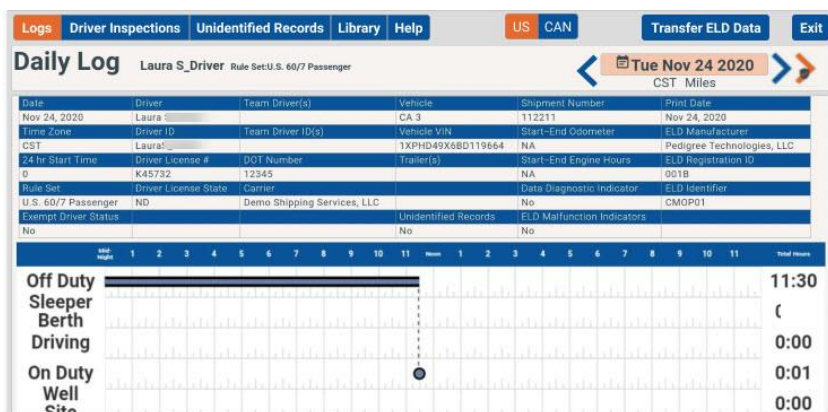 Logs Driver Inspections Unidentified Records Library Help US CAN Transfer ELD Data Exit
Daily Log Laura S_Driver Rule Set:U.S. 60/7 Passenger Tue Nov 24 2020
CST Miles
Date Driver Team Driver(s) Vehicle Shipment Number Print Date
Nov 24, 2020 Laura CA 3 112211 Nov 24, 2020
Time Zone Driver ID Team Driver ID(s) Vehicle VIN Start-End Odometer ELD Manufacturer
CST LauraS 1XPHD49X6BD119664 NA Pedigree Technologies, LLC
24 hr Start Time Driver License # DOT Number Trailer(s) Start-End Engine Hours ELD Registration ID
0 K45732 12345 NA 001B
Rule Set Driver License State Carrier Data Diagnostic Indicator ELD Identifier
U.S. 60/7 Passenger ND Demo Shipping Services, LLC No CMOP01
Exempt Driver Status Unidentified Records ELD Malfunction Indicators
No No No
Mid-Night 1 2 3 4 5 6 7 8 9 10 11 Noon 1 2 3 4 5 6 7 8 9 10 11 Total Hours
Off Duty 11:30
Sleeper
Berth
Driving 0:00
On Duty 0:01
Well
Site 0:00